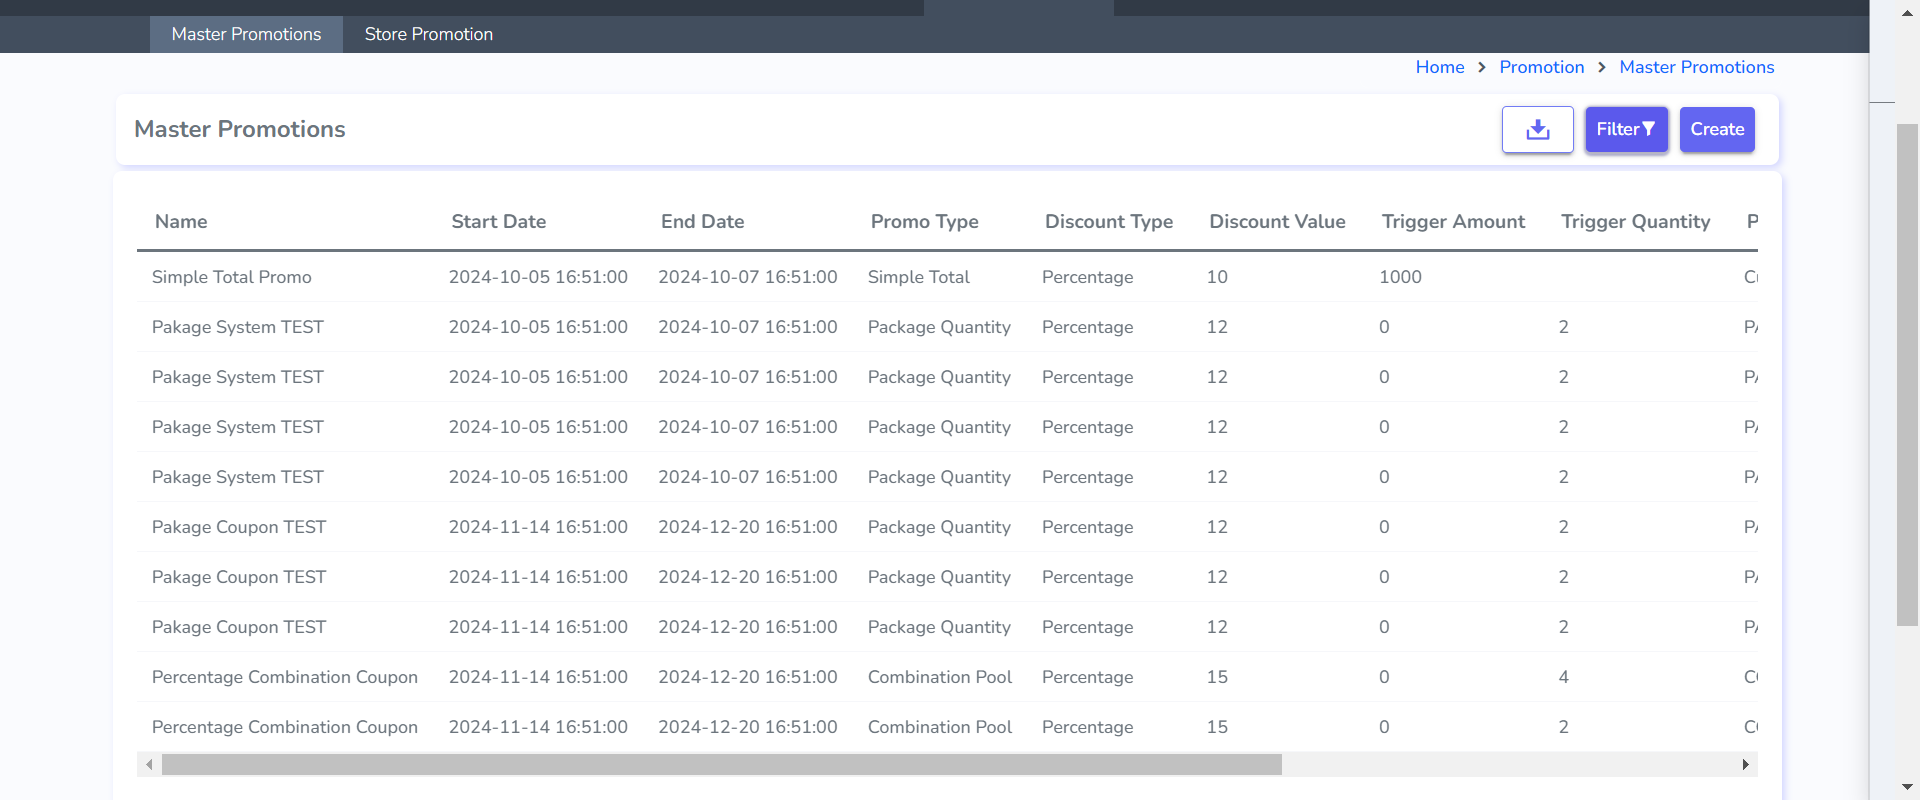 Master Promotions Store Promotion
Home > Promotion > Master Promotions
Master Promotions Filter Create
Name Start Date End Date Promo Type Discount Type Discount Value Trigger Amount Trigger Quantity P
Simple Total Promo 2024-10-05 16:51:00 2024-10-07 16:51:00 Simple Total Percentage 10 1000
Pakage System TEST 2024-10-05 16:51:00 2024-10-07 16:51:00 Package Quantity Percentage 12 0 2
Pakage System TEST 2024-10-05 16:51:00 2024-10-07 16:51:00 Package Quantity Percentage 12 0 2
Pakage System TEST 2024-10-05 16:51:00 2024-10-07 16:51:00 Package Quantity Percentage 12 0 2
Pakage System TEST 2024-10-05 16:51:00 2024-10-07 16:51:00 Package Quantity Percentage 12 0 2
Pakage Coupon TEST 2024-11-14 16:51:00 2024-12-20 16:51:00 Package Quantity Percentage 12 0 2
Pakage Coupon TEST 2024-11-14 16:51:00 2024-12-20 16:51:00 Package Quantity Percentage 12 0 2
Pakage Coupon TEST 2024-11-14 16:51:00 2024-12-20 16:51:00 Package Quantity Percentage 12 0 2
Percentage Combination Coupon 2024-11-14 16:51:00 2024-12-20 16:51:00 Combination Pool Percentage 15 0 4
Percentage Combination Coupon 2024-11-14 16:51:00 2024-12-20 16:51:00 Combination Pool Percentage 15 0 2